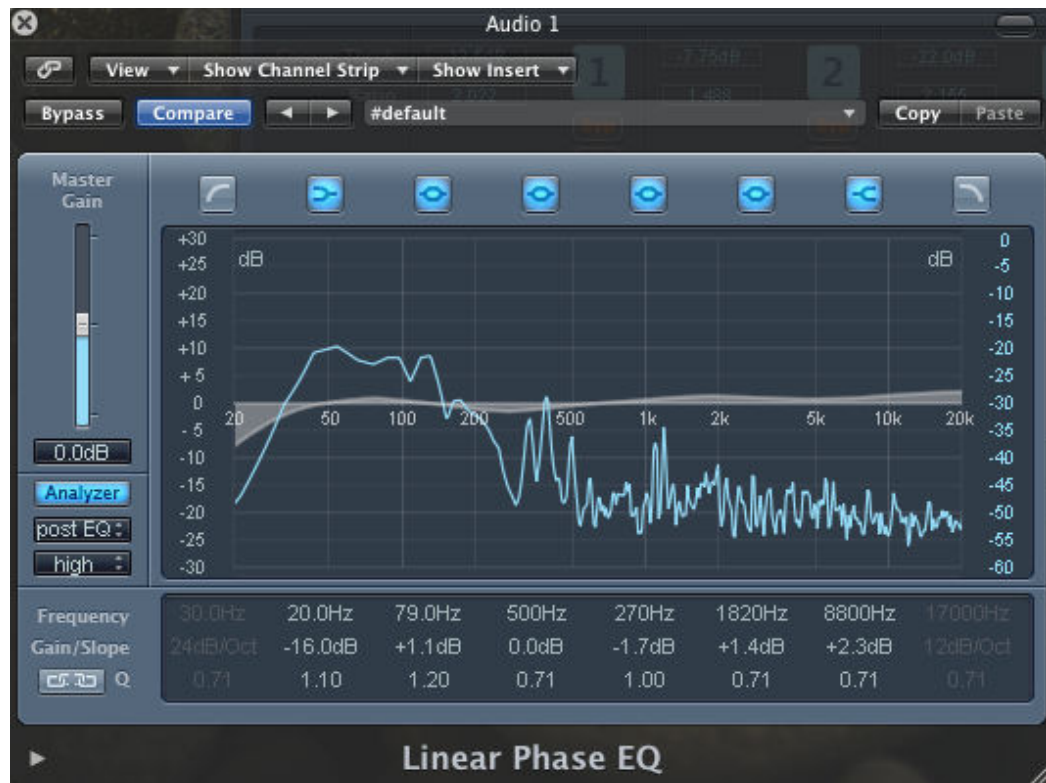 Audio 1
View Show Channel Strip Show Insert
Bypass Compare #default Copy Paste
Master
Gain
+30 dB dB 0
+25 -5
+20 -10
+15 -15
+10 -20
+ 5 -25
0 20 50 100 200 500 1k 2k 5k 10k 20k -30
- 5 -35
0.0dB - 10 -40
Analyzer - 15 -45
post EQ -20 -50
-25 -55
high -30 -60
Frequency 30.0Hz 20.0Hz 79.0Hz 500Hz 270Hz 1820Hz 8800Hz 17000Hz
Gain/Slope 24dB/Oct -16.0dB +1.1dB 0.0dB -1.7dB +1.4dB +2.3dB 12dB/Oct
Q 0.71 1.10 1.20 0.71 1.00 0.71 0.71 0.71
Linear Phase EQ